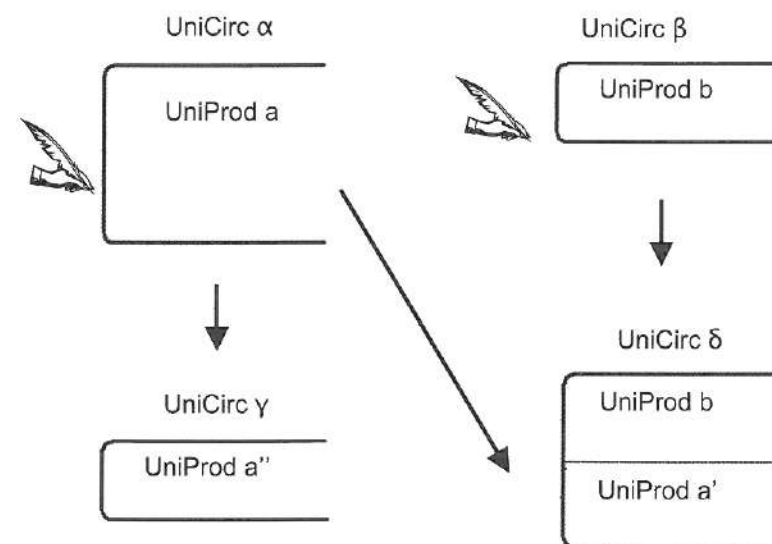 UniCirc α
UniProd a
UniCirc β
UniProd b
UniCirc γ
UniProd a''
UniCirc δ
UniProd b
UniProd a'